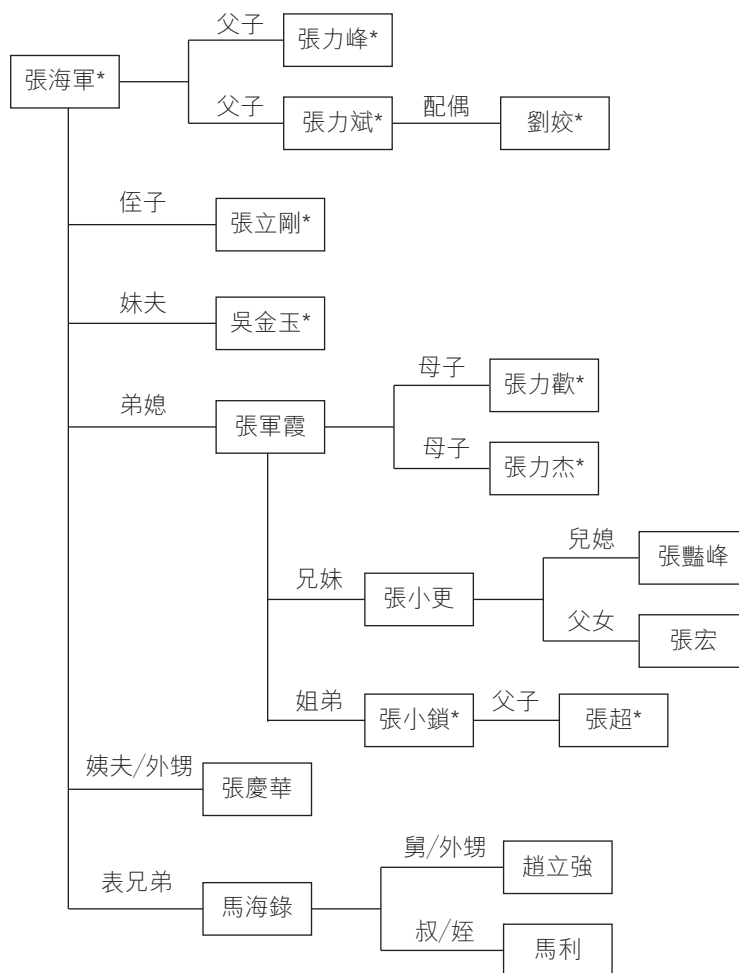 父子
張力峰*
張海軍*
父子
張力斌*
配偶
劉姣*
侄子
張立剛*
妹夫
吳金玉*
母子
張力歡*
弟媳
張軍霞
母子
張力杰*
兒媳
張豔峰
兄妹
張小更
父女
張宏
姐弟
張小鎖*
父子
張超*
姨夫/外甥
張慶華
舅/外甥
趙立強
表兄弟
馬海錄
叔/姪
馬利